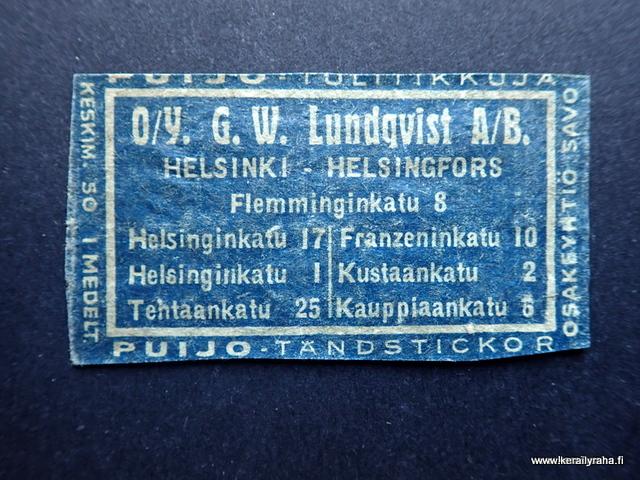 PUIJO-TULITIKKUJA
O/Y. G. W. Lundqvist A/B.
HELSINKI - HELSINGFORS
Flemminginkatu 8
Helsinginkatu 17 Franzeninkatu 10
Helsinginkatu 1 Kustaankatu 2
Tehtaankatu 25 Kauppiaankatu 5
PUIJO-TÄNDSTICKOR
KESKIM. 50 I MEDELT
OSAKEYHTIÖ SAVO
www.kerailyraha.fi